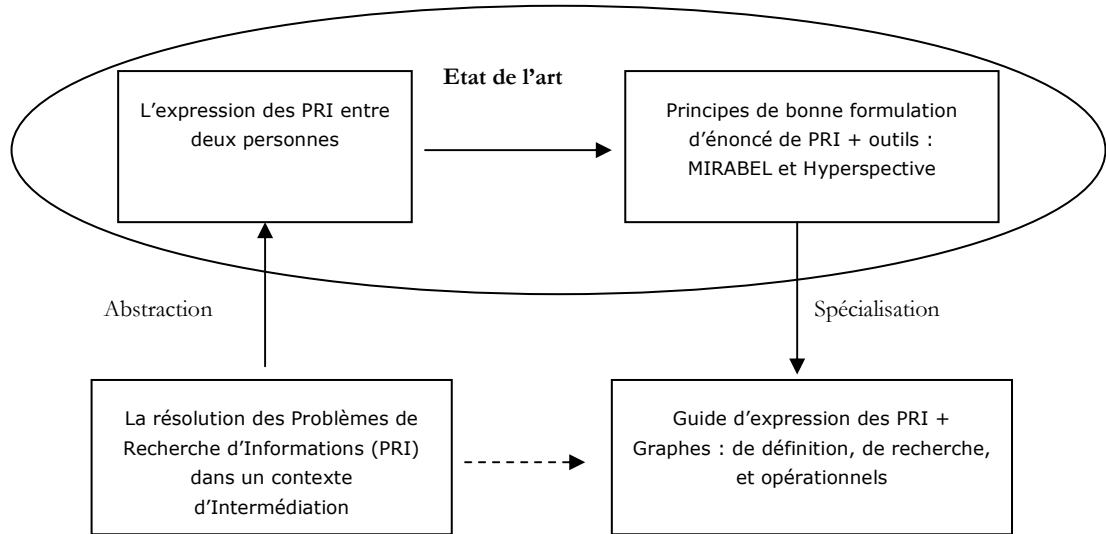 Etat de l’art
L’expression des PRI entre
deux personnes
Principes de bonne formulation
d’énoncé de PRI + outils :
MIRABEL et Hyperspective
Abstraction
Spécialisation
La résolution des Problèmes de
Recherche d’Informations (PRI)
dans un contexte
d’Intermédiation
Guide d’expression des PRI +
Graphes : de définition, de recherche,
et opérationnels